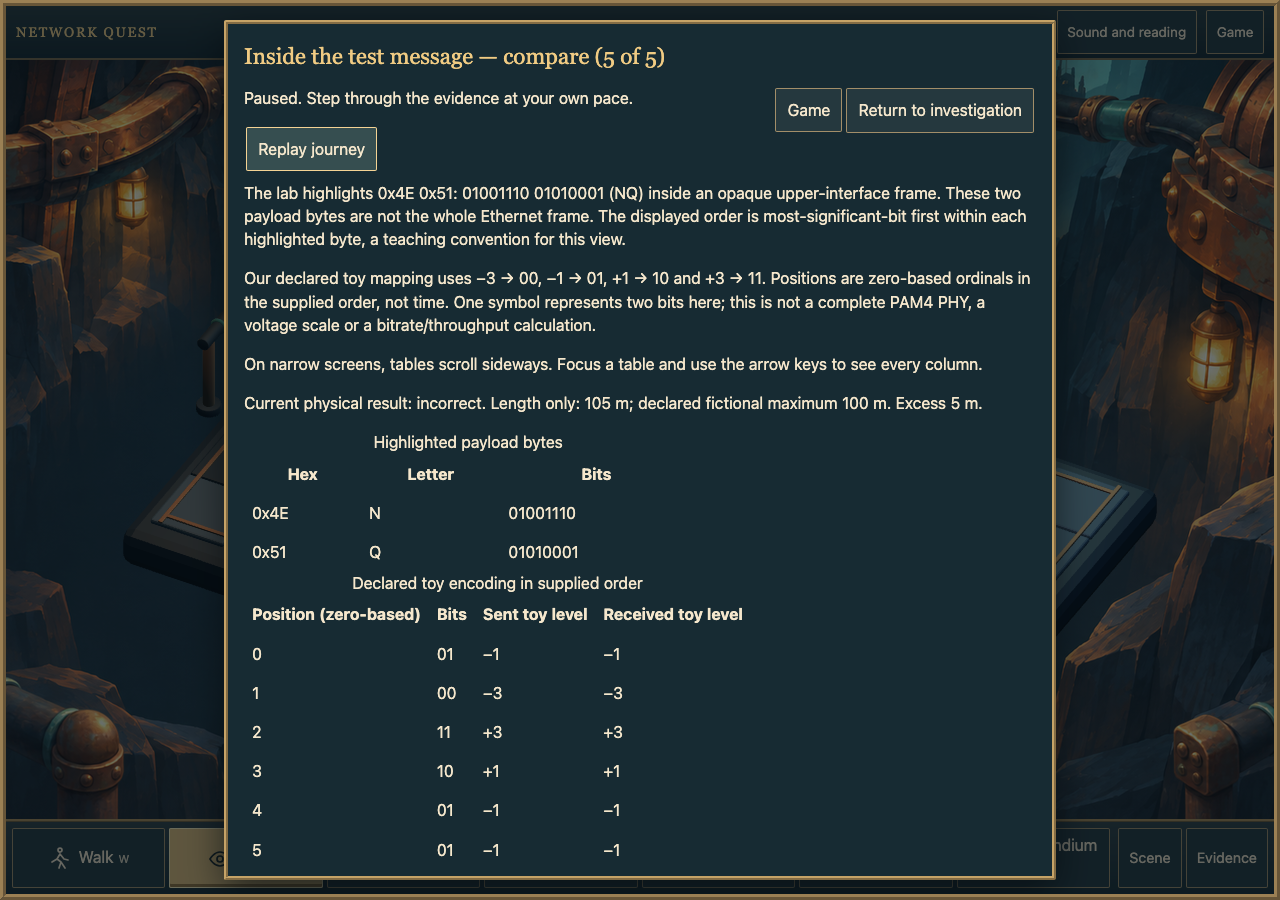 NETWORK QUEST
Sound and reading
Game
Inside the test message — compare (5 of 5)
Paused. Step through the evidence at your own pace.
Game
Return to investigation
Replay journey
The lab highlights 0x4E 0x51: 01001110 01010001 (NQ) inside an opaque upper-interface frame. These two
payload bytes are not the whole Ethernet frame. The displayed order is most-significant-bit first within each
highlighted byte, a teaching convention for this view.
Our declared toy mapping uses −3 → 00, −1 → 01, +1 → 10 and +3 → 11. Positions are zero-based ordinals in
the supplied order, not time. One symbol represents two bits here; this is not a complete PAM4 PHY, a
voltage scale or a bitrate/throughput calculation.
On narrow screens, tables scroll sideways. Focus a table and use the arrow keys to see every column.
Current physical result: incorrect. Length only: 105 m; declared fictional maximum 100 m. Excess 5 m.
Highlighted payload bytes
Hex Letter Bits
0x4E N 01001110
0x51 Q 01010001
Declared toy encoding in supplied order
Position (zero-based) Bits Sent toy level Received toy level
0 01 −1 −1
1 00 −3 −3
2 11 +3 +3
3 10 +1 +1
4 01 −1 −1
5 01 −1 −1
Walk W
ndium
Scene
Evidence